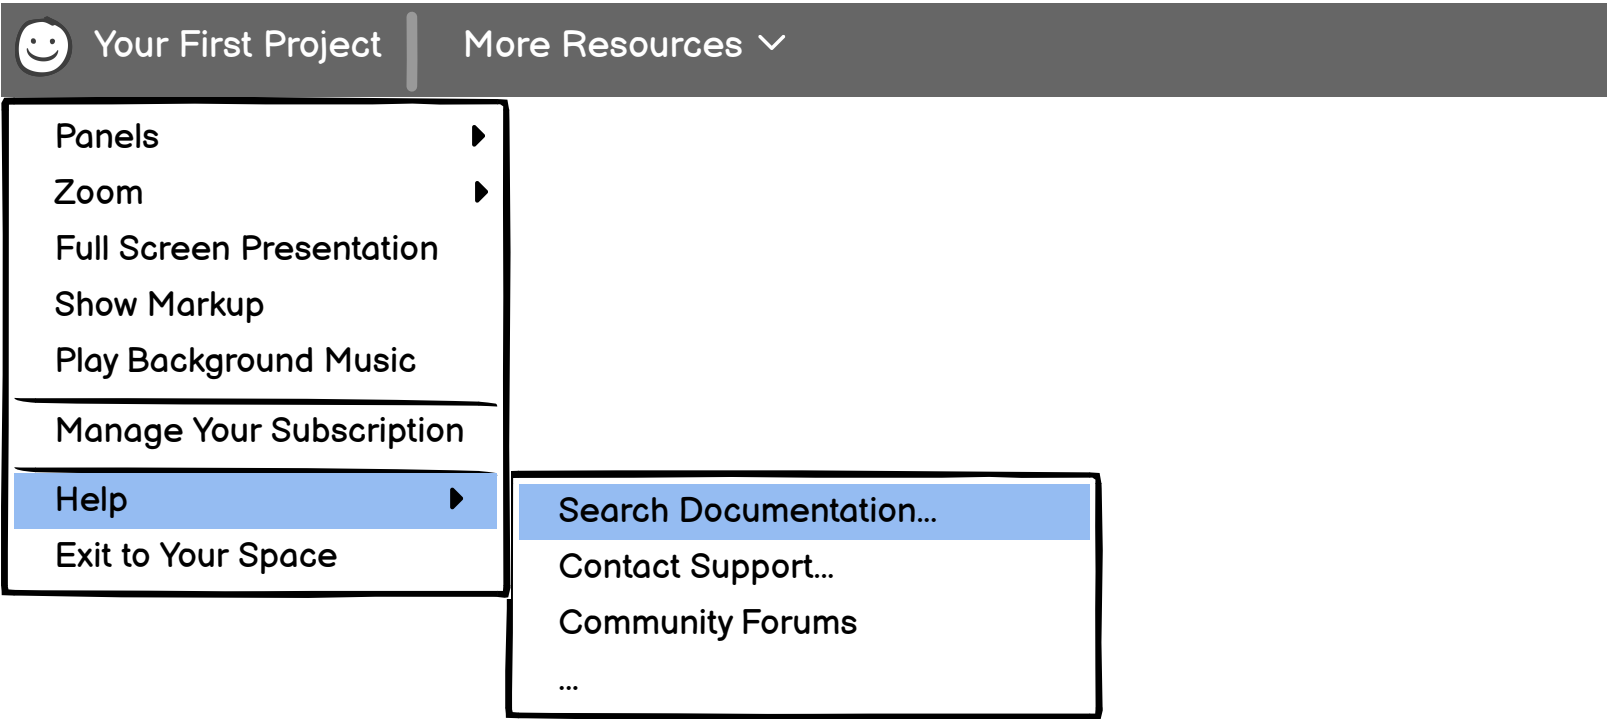 Your First Project
More Resources
Panels
Zoom
Full Screen Presentation
Show Markup
Play Background Music
Manage Your Subscription
Help
Exit to Your Space
Search Documentation...
Contact Support...
Community Forums
...